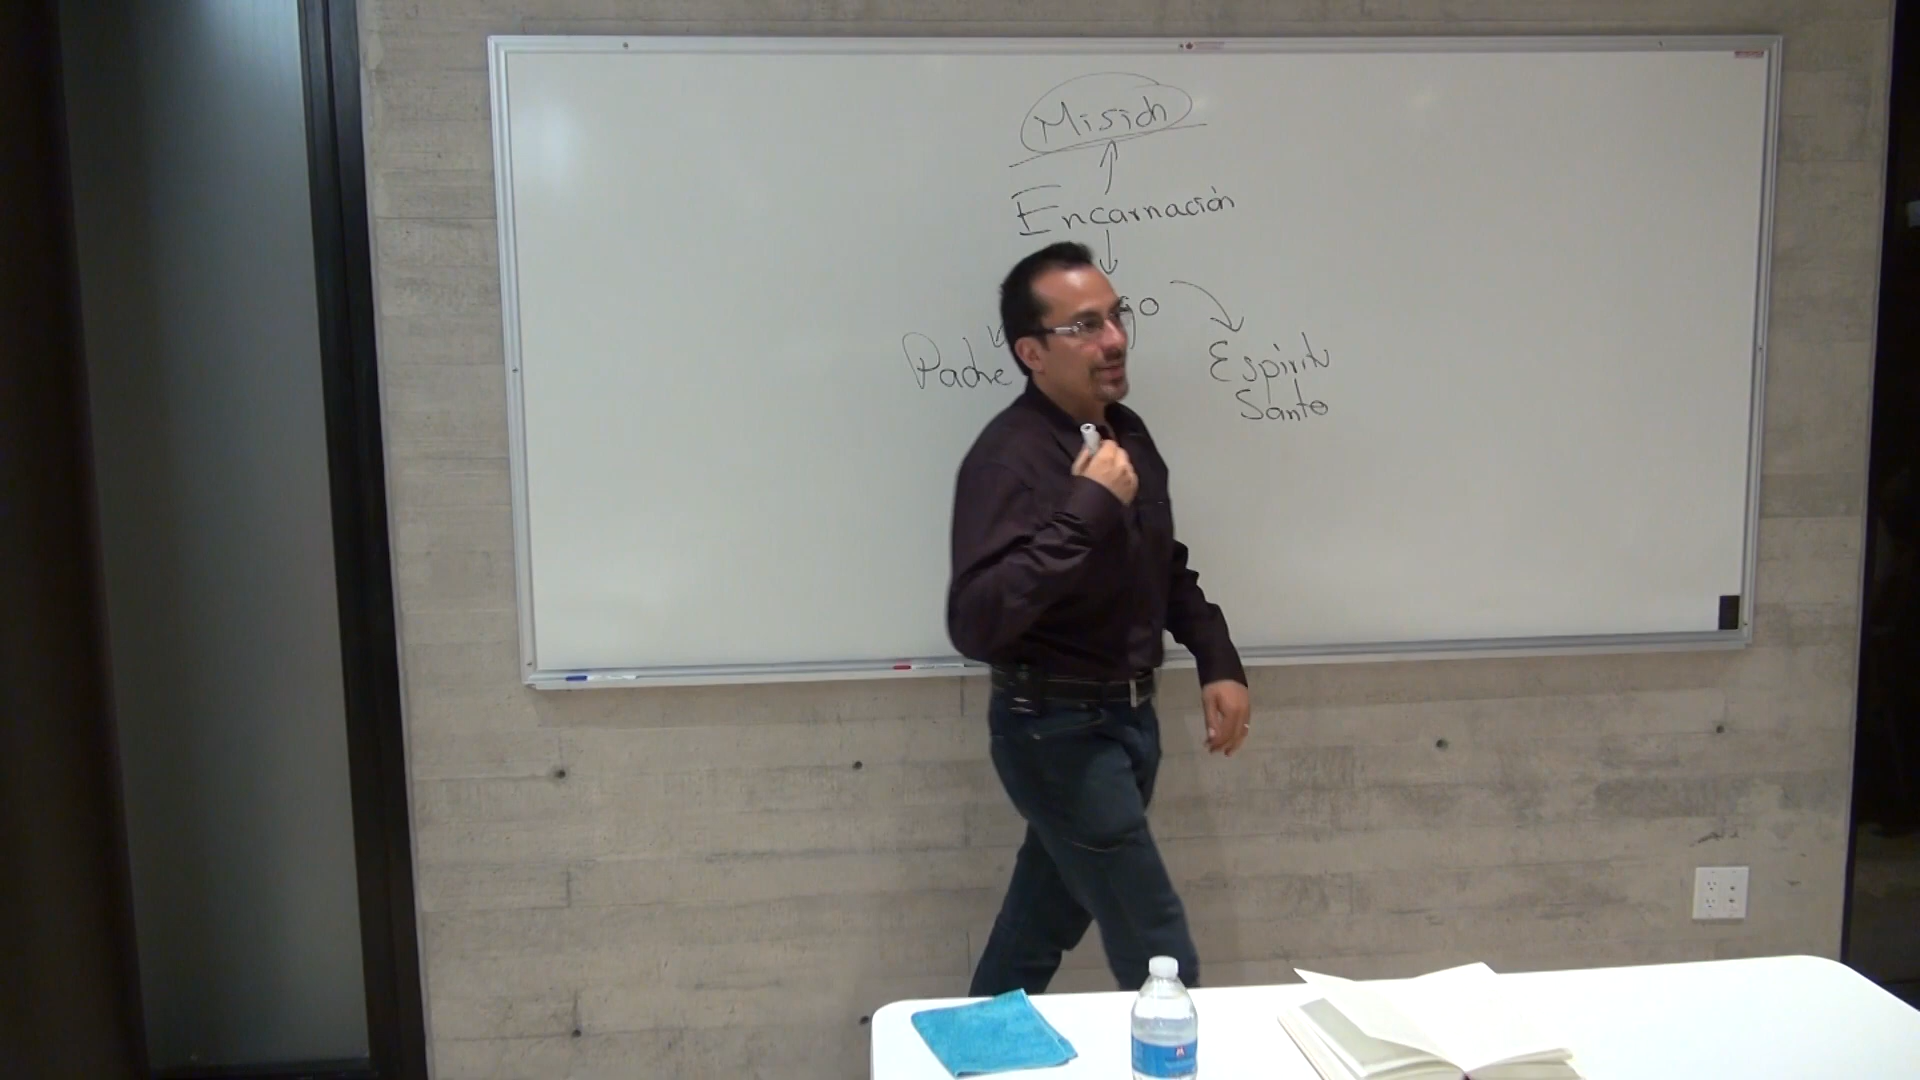 Misión
Encarnación
Padre
Espíritu
Santo